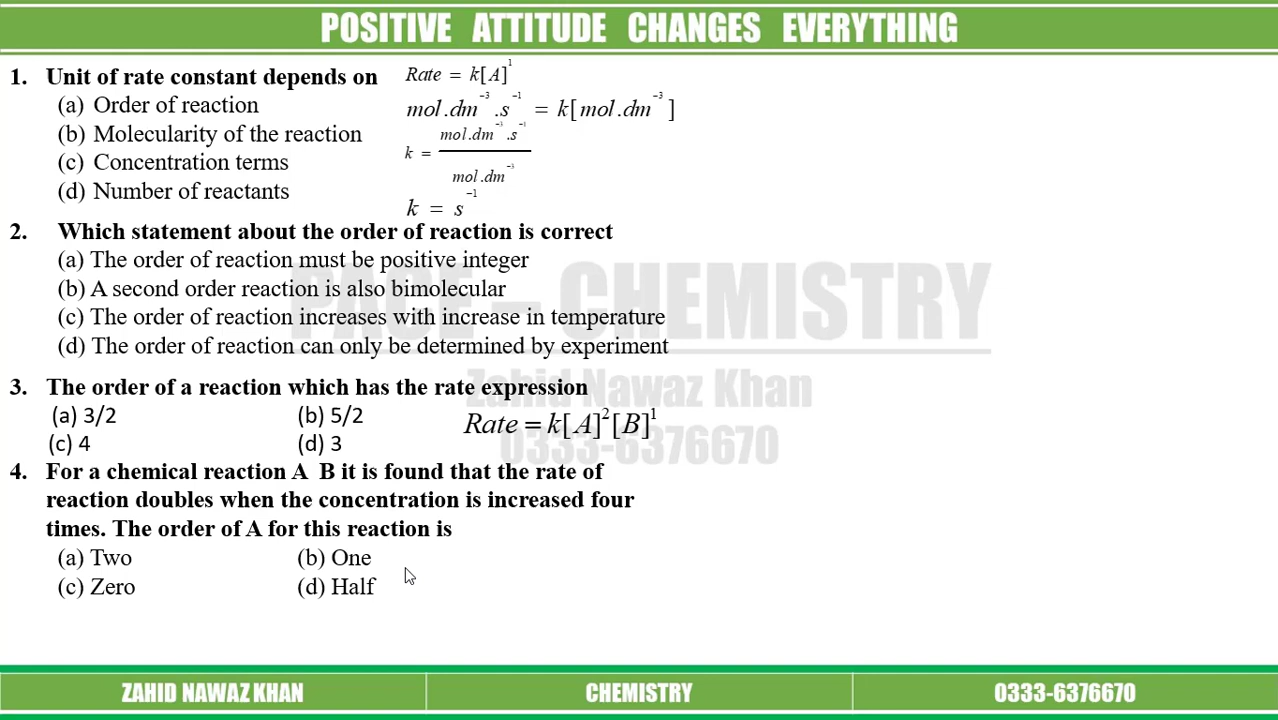 POSITIVE ATTITUDE CHANGES EVERYTHING
1. Unit of rate constant depends on
(a) Order of reaction
(b) Molecularity of the reaction
(c) Concentration terms
(d) Number of reactants
Rate = k[A]¹
mol.dm⁻³.s⁻¹ = k[mol.dm⁻³]
k = mol.dm⁻³.s⁻¹
mol.dm⁻³
k = s⁻¹
2. Which statement about the order of reaction is correct
(a) The order of reaction must be positive integer
(b) A second order reaction is also bimolecular
(c) The order of reaction increases with increase in temperature
(d) The order of reaction can only be determined by experiment
PACE – CHEMISTRY
Zahid Nawaz Khan
0333-6376670
3. The order of a reaction which has the rate expression
(a) 3/2 (b) 5/2
(c) 4 (d) 3
Rate = k[A]²[B]¹
4. For a chemical reaction A B it is found that the rate of
reaction doubles when the concentration is increased four
times. The order of A for this reaction is
(a) Two (b) One
(c) Zero (d) Half
ZAHID NAWAZ KHAN CHEMISTRY 0333-6376670